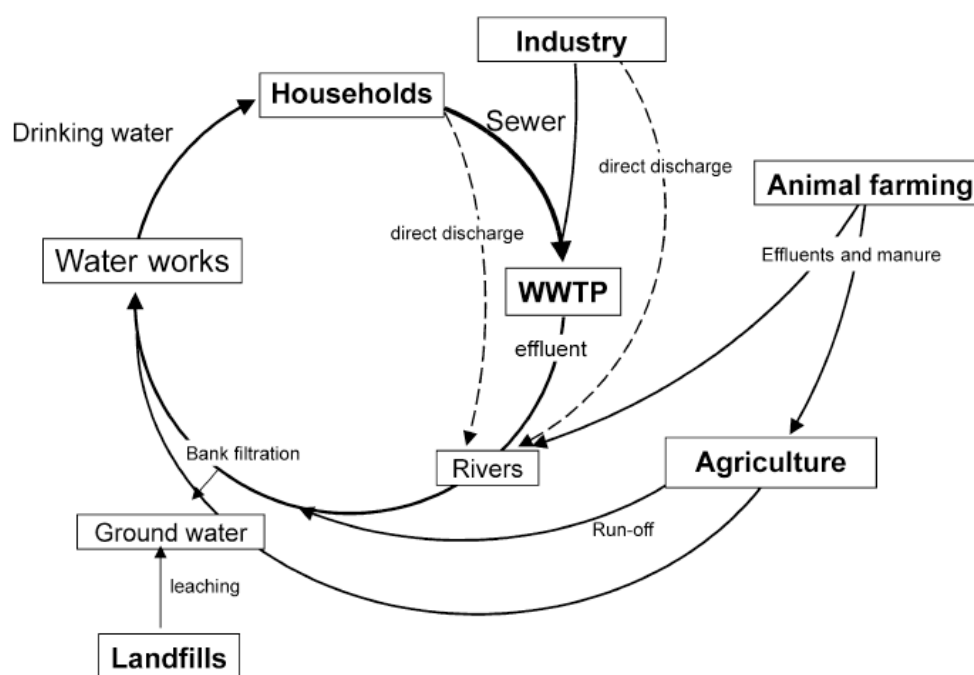 Industry
Households
Sewer
Drinking water
direct discharge
Animal farming
direct discharge
Water works
Effluents and manure
WWTP
effluent
Bank filtration
Rivers
Agriculture
Ground water
Run-off
leaching
Landfills